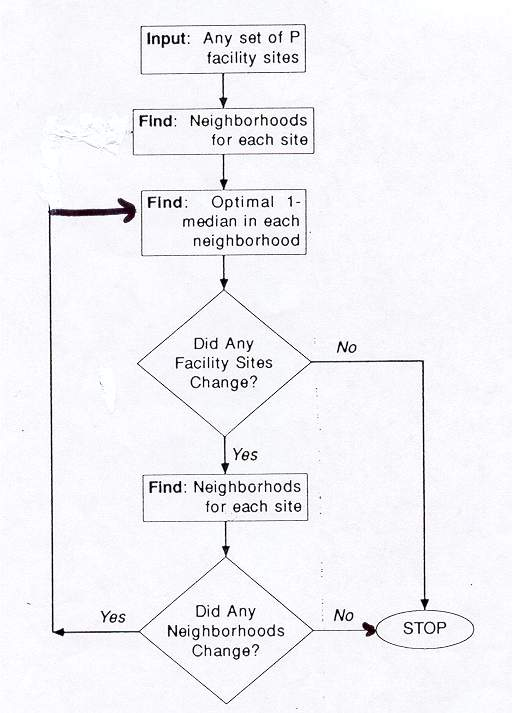 Input: Any set of P
facility sites
Find: Neighborhoods
for each site
Find: Optimal 1-
median in each
neighborhood
Did Any
Facility Sites
Change?
No
Yes
Find: Neighborhods
for each site
Did Any
Neighborhoods
Change?
Yes
No
STOP